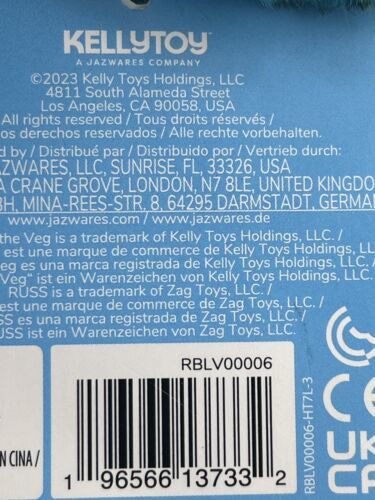 KELLYTOY
A JAZWARES COMPANY
©2023 Kelly Toys Holdings, LLC
4811 South Alameda Street
Los Angeles, CA 90058, USA
All rights reserved / Tous droits réservés /
os derechos reservados. Alle rechte vorbehalten.
by / Distribué par / Distribuido por / Vertrieb durch:
AZWARES, LLC, SUNRISE, FL, 33326, USA
A CRANE GROVE, LONDON, N7 8LE, UNITED KINGDO
BH, MINA-REES-STR, 8, 64295 DARMSTADT, GERMAN
www.jazwares.com / www.jazwares.de
the Veg is a trademark of Kelly Toys Holdings, LLC /
est une marque de commerce de Kelly Toys Holdings,
eg es una marca registrada de Kelly Toys Holdings,
Veg" ist ein Warenzeichen von Kelly Toys Holdings, L
RUSS is a trademark of Zag Toys, LLC. /
est une marque de commerce de Zag Toys, LLC. /
S es una marca registrada de Zag Toys, LLC. /
USS ist ein Warenzeichen von Zag Toys, LLC.
RBLV00006
N CINA /
1 96566 13733 2
RBLV00006-HT7L-3
CE
UK
CA